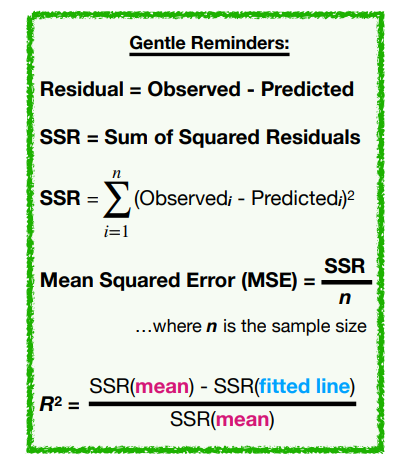 Gentle Reminders:
Residual = Observed - Predicted
SSR = Sum of Squared Residuals
n
SSR = ∑ (Observedᵢ - Predictedᵢ)²
i=1
SSR
Mean Squared Error (MSE) =
n
...where n is the sample size
SSR(mean) - SSR(fitted line)
R² =
SSR(mean)